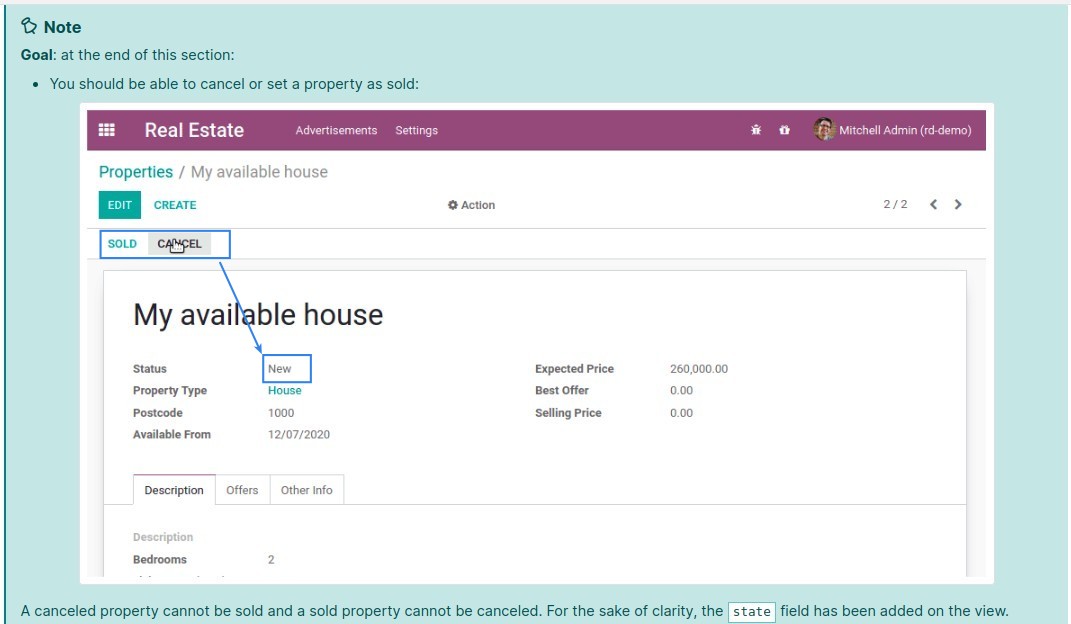 Note
Goal: at the end of this section:
• You should be able to cancel or set a property as sold:
Real Estate Advertisements Settings Mitchell Admin (rd-demo)
Properties / My available house
EDIT CREATE Action 2 / 2
SOLD CANCEL
My available house
Status New Expected Price 260,000.00
Property Type House Best Offer 0.00
Postcode 1000 Selling Price 0.00
Available From 12/07/2020
Description Offers Other Info
Description
Bedrooms 2
A canceled property cannot be sold and a sold property cannot be canceled. For the sake of clarity, the state field has been added on the view.